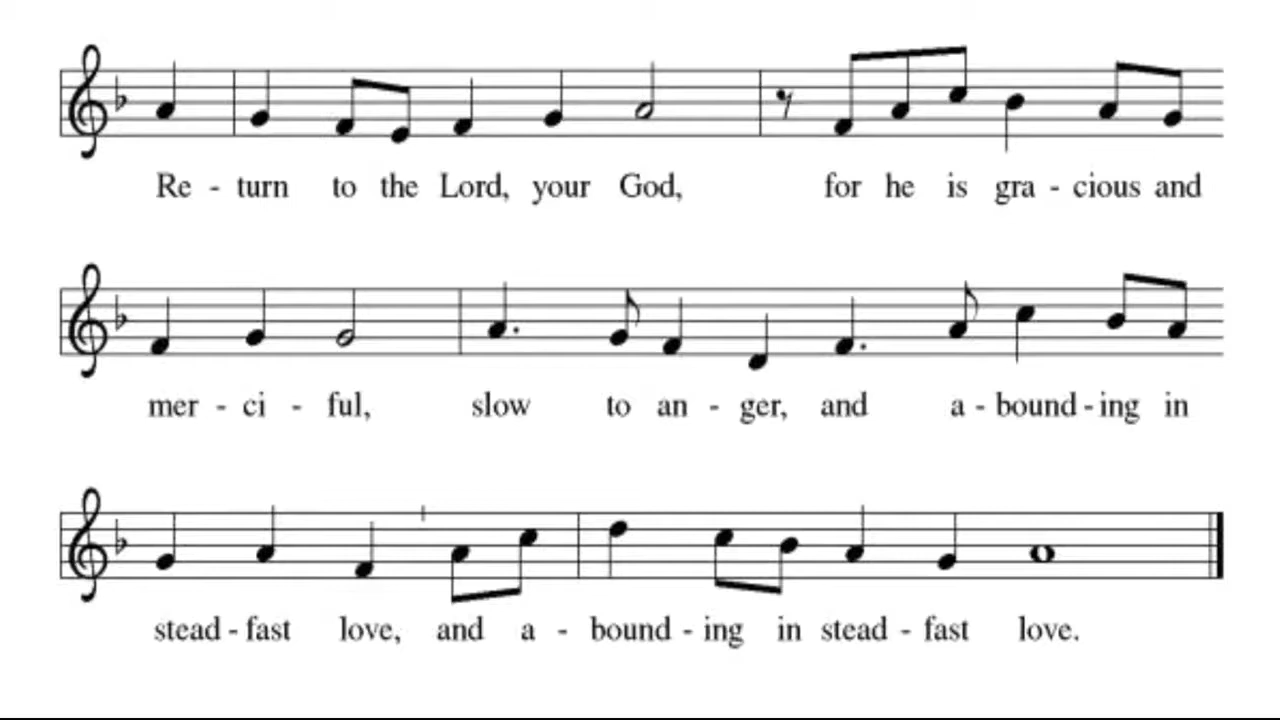 Re - turn to the Lord, your God, for he is gra - cious and
mer - ci - ful, slow to an - ger, and a - bound - ing in
stead - fast love, and a - bound - ing in stead - fast love.